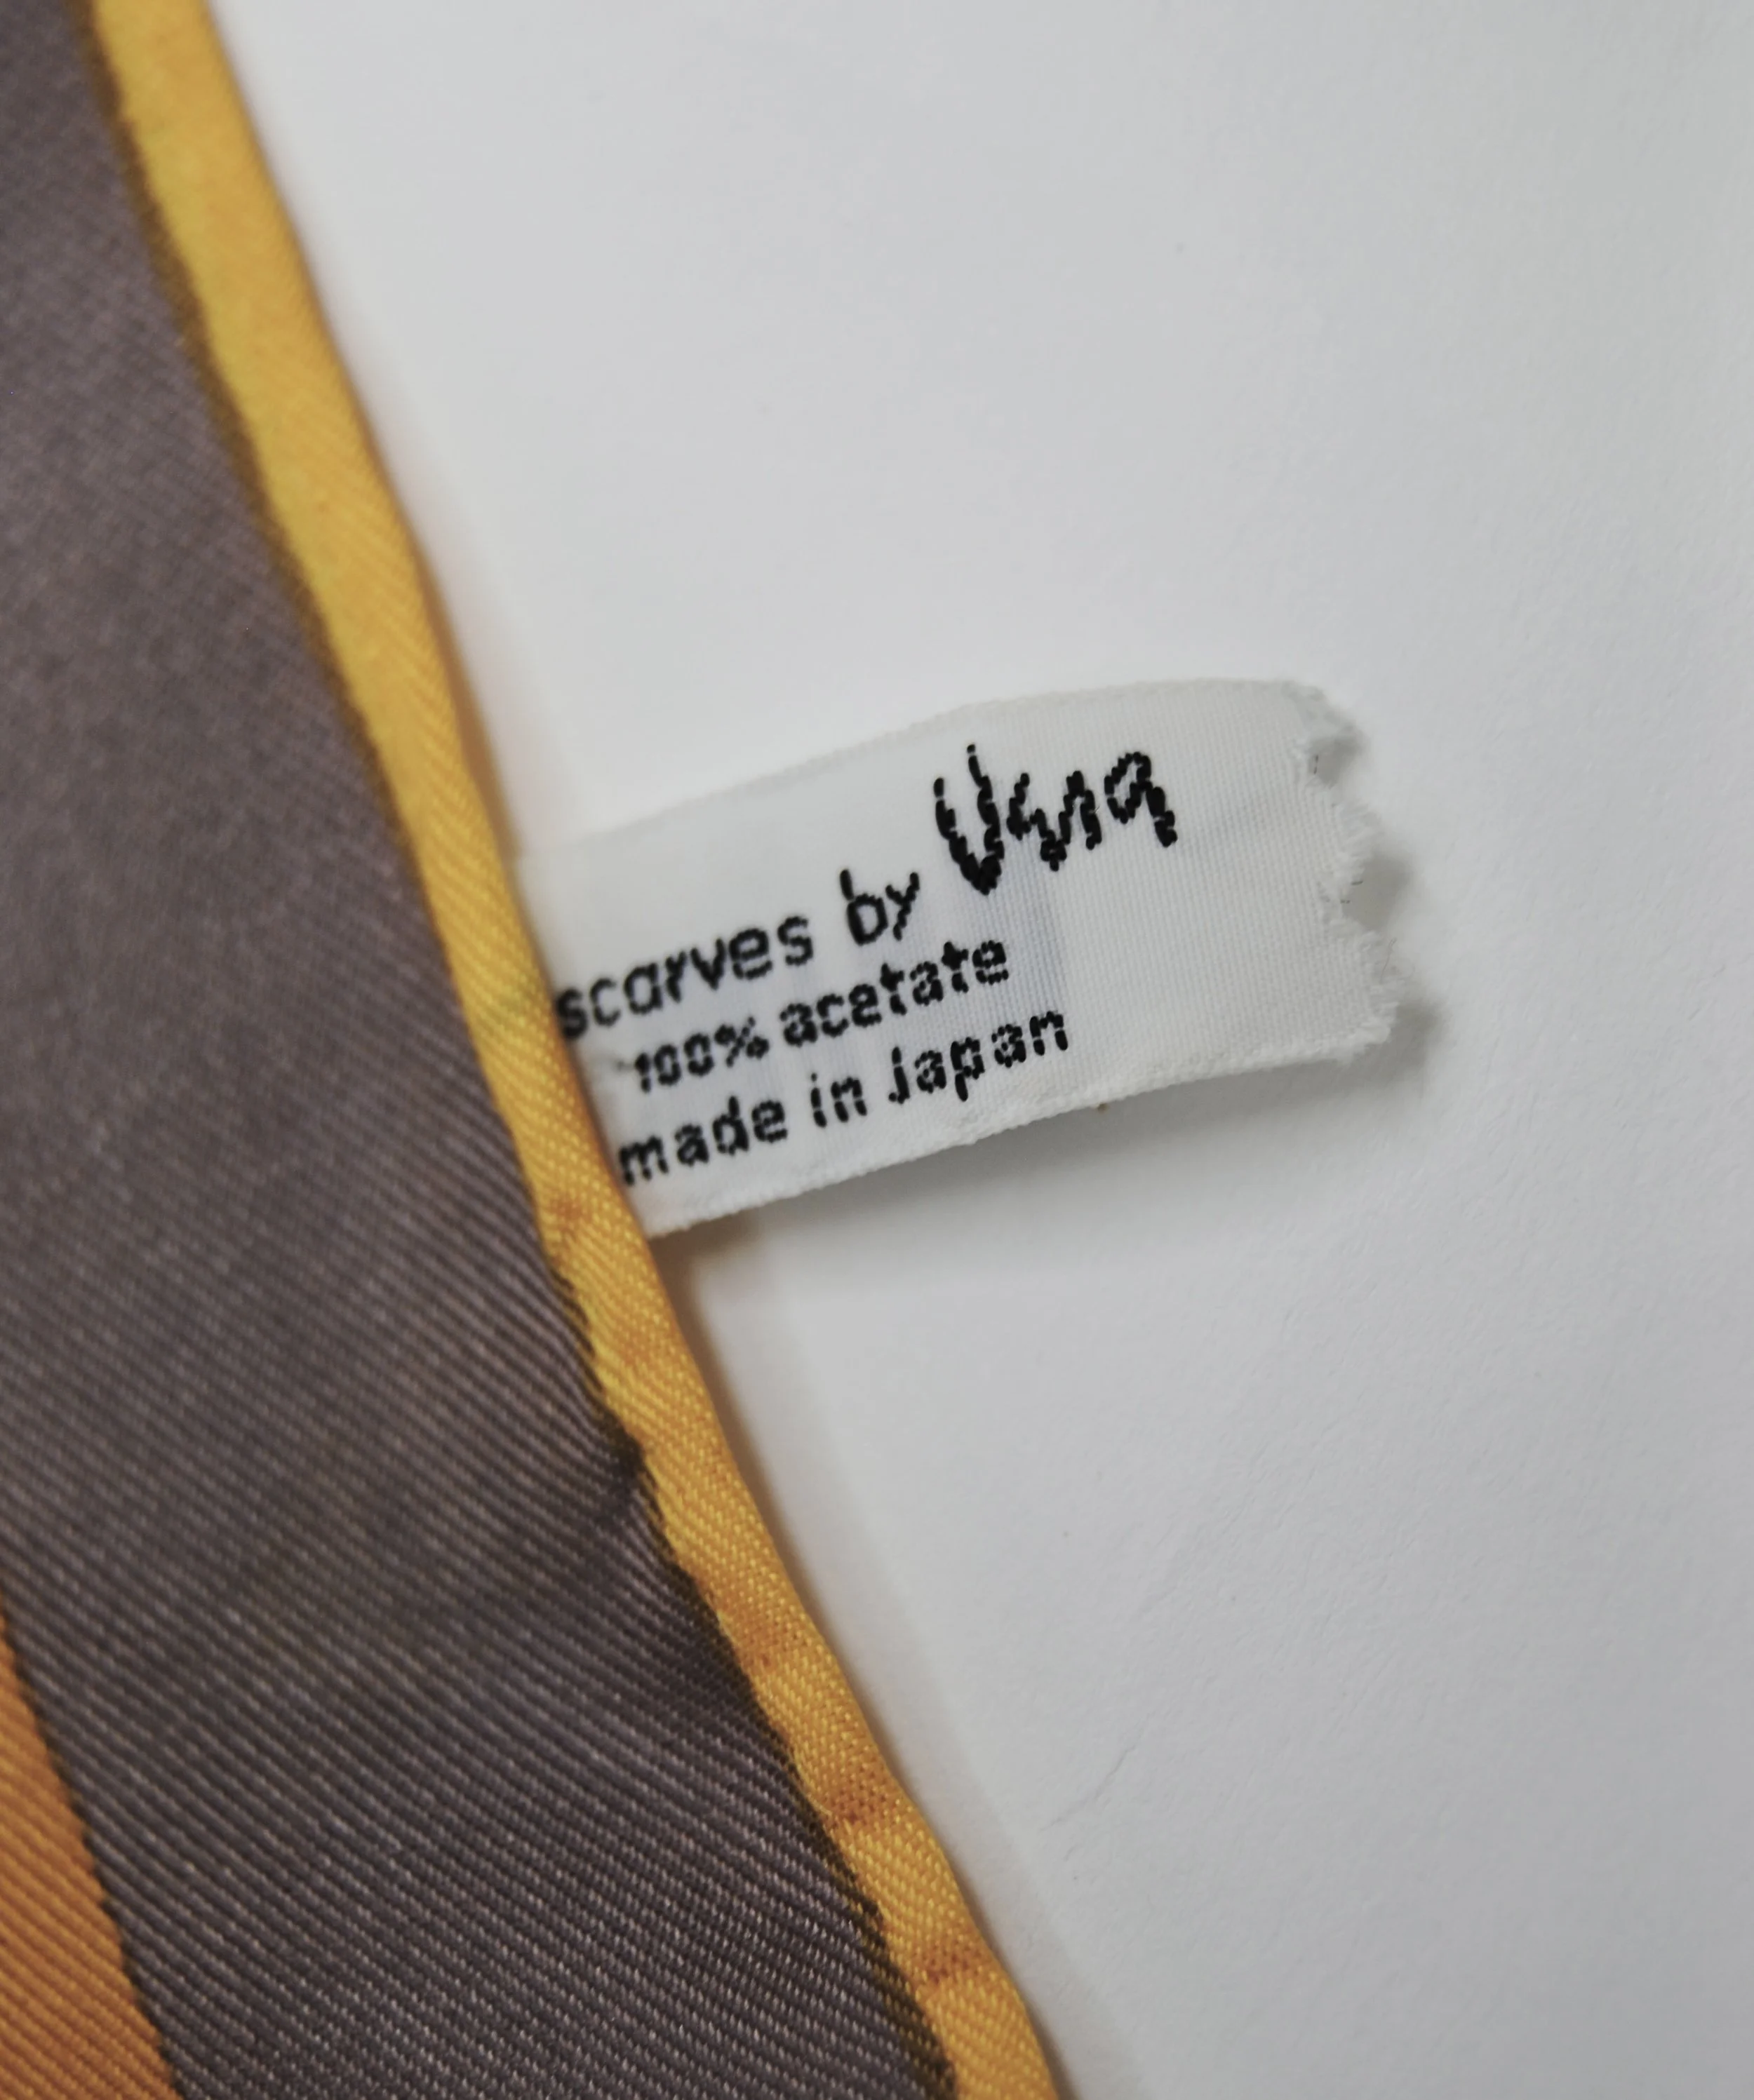 scarves by Vera
100% acetate
made in Japan